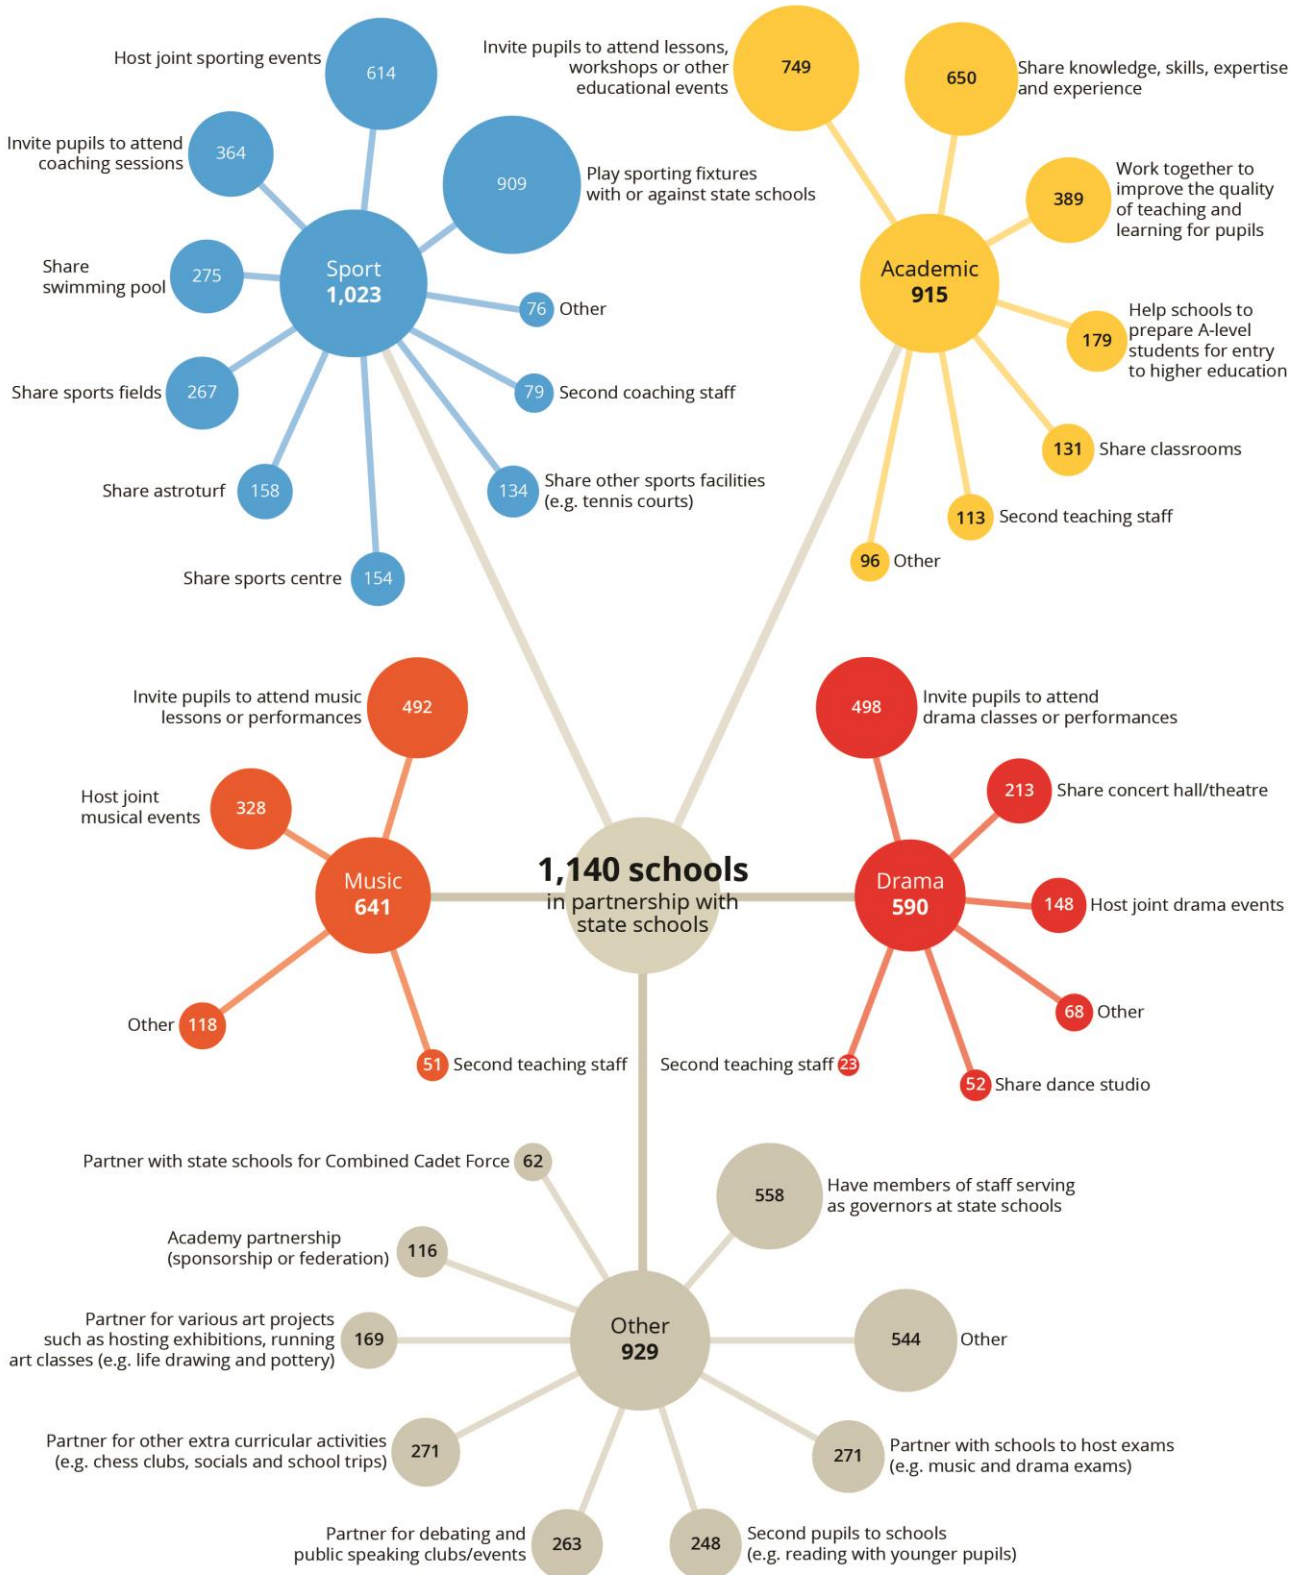 Host joint sporting events
614
Invite pupils to attend
coaching sessions
364
909
Play sporting fixtures
with or against state schools
Share
swimming pool
275
Sport
1,023
76
Other
Share sports fields
267
79
Second coaching staff
Share astroturf
158
134
Share other sports facilities
(e.g. tennis courts)
Share sports centre
154
Invite pupils to attend lessons,
workshops or other
educational events
749
650
Share knowledge, skills, expertise
and experience
389
Work together to
improve the quality
of teaching and
learning for pupils
Academic
915
179
Help schools to
prepare A-level
students for entry
to higher education
131
Share classrooms
113
Second teaching staff
96
Other
Invite pupils to attend music
lessons or performances
492
Host joint
musical events
328
Music
641
Other
118
51
Second teaching staff
1,140 schools
in partnership with
state schools
498
Invite pupils to attend
drama classes or performances
213
Share concert hall/theatre
Drama
590
148
Host joint drama events
68
Other
Second teaching staff
23
52
Share dance studio
Partner with state schools for Combined Cadet Force
62
558
Have members of staff serving
as governors at state schools
Academy partnership
(sponsorship or federation)
116
Partner for various art projects
such as hosting exhibitions, running
art classes (e.g. life drawing and pottery)
169
Other
929
544
Other
Partner for other extra curricular activities
(e.g. chess clubs, socials and school trips)
271
271
Partner with schools to host exams
(e.g. music and drama exams)
Partner for debating and
public speaking clubs/events
263
248
Second pupils to schools
(e.g. reading with younger pupils)